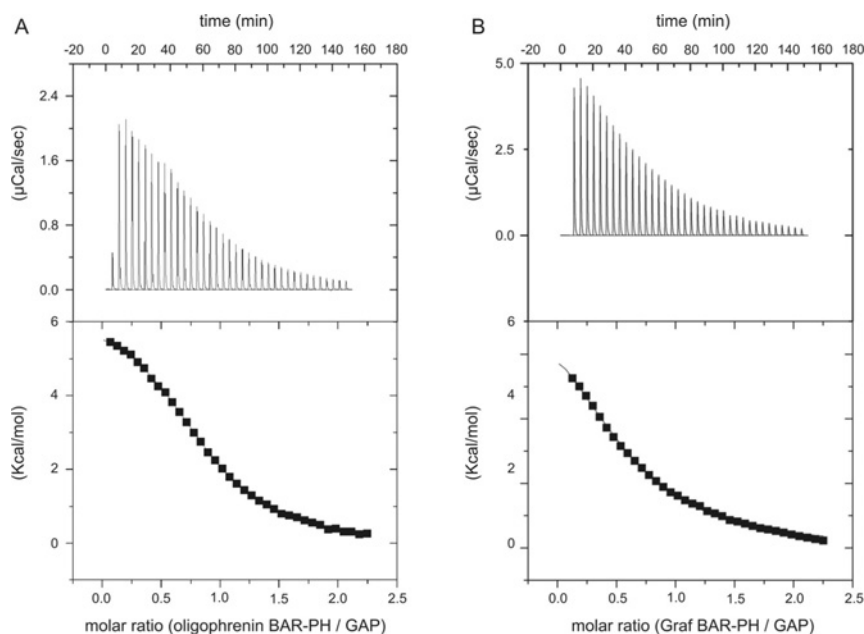 A
time (min)
-20 0 20 40 60 80 100 120 140 160 180
2.4
1.6
0.8
0.0
(µCal/sec)
6
4
2
0
(Kcal/mol)
0.0 0.5 1.0 1.5 2.0 2.5
molar ratio (oligophrenin BAR-PH / GAP)
B
time (min)
-20 0 20 40 60 80 100 120 140 160 180
5.0
2.5
0.0
(µCal/sec)
6
4
2
0
(Kcal/mol)
0.0 0.5 1.0 1.5 2.0 2.5
molar ratio (Graf BAR-PH / GAP)